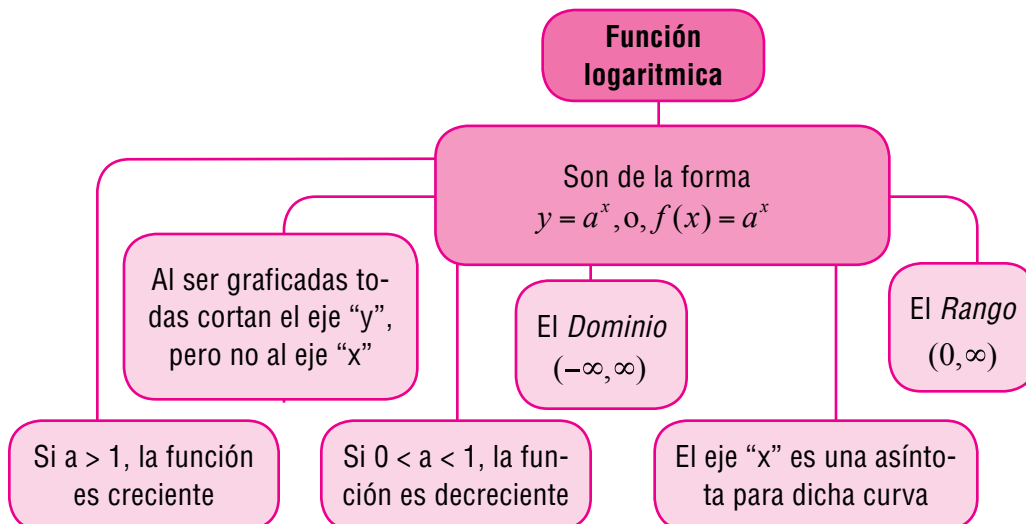 Función
logaritmica
Son de la forma
y = a^x, o, f(x) = a^x
Al ser graficadas to-
das cortan el eje “y”,
pero no al eje “x”
El Dominio
(−∞,∞)
El Rango
(0,∞)
Si a > 1, la función
es creciente
Si 0 < a < 1, la fun-
ción es decreciente
El eje “x” es una asínto-
ta para dicha curva